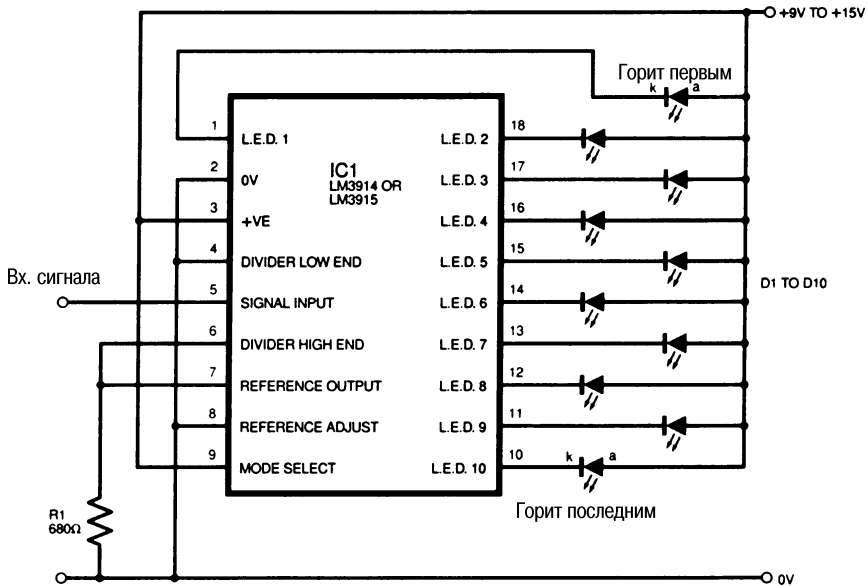 +9V TO +15V
Горит первым
k a
1 L.E.D. 1 L.E.D. 2 18
IC1
LM3914 OR
LM3915
2 0V L.E.D. 3 17
3 +VE L.E.D. 4 16
4 DIVIDER LOW END L.E.D. 5 15
Вх. сигнала
5 SIGNAL INPUT L.E.D. 6 14
D1 TO D10
6 DIVIDER HIGH END L.E.D. 7 13
7 REFERENCE OUTPUT L.E.D. 8 12
8 REFERENCE ADJUST L.E.D. 9 11
9 MODE SELECT L.E.D. 10 10
k a
Горит последним
R1
680Ω
0V